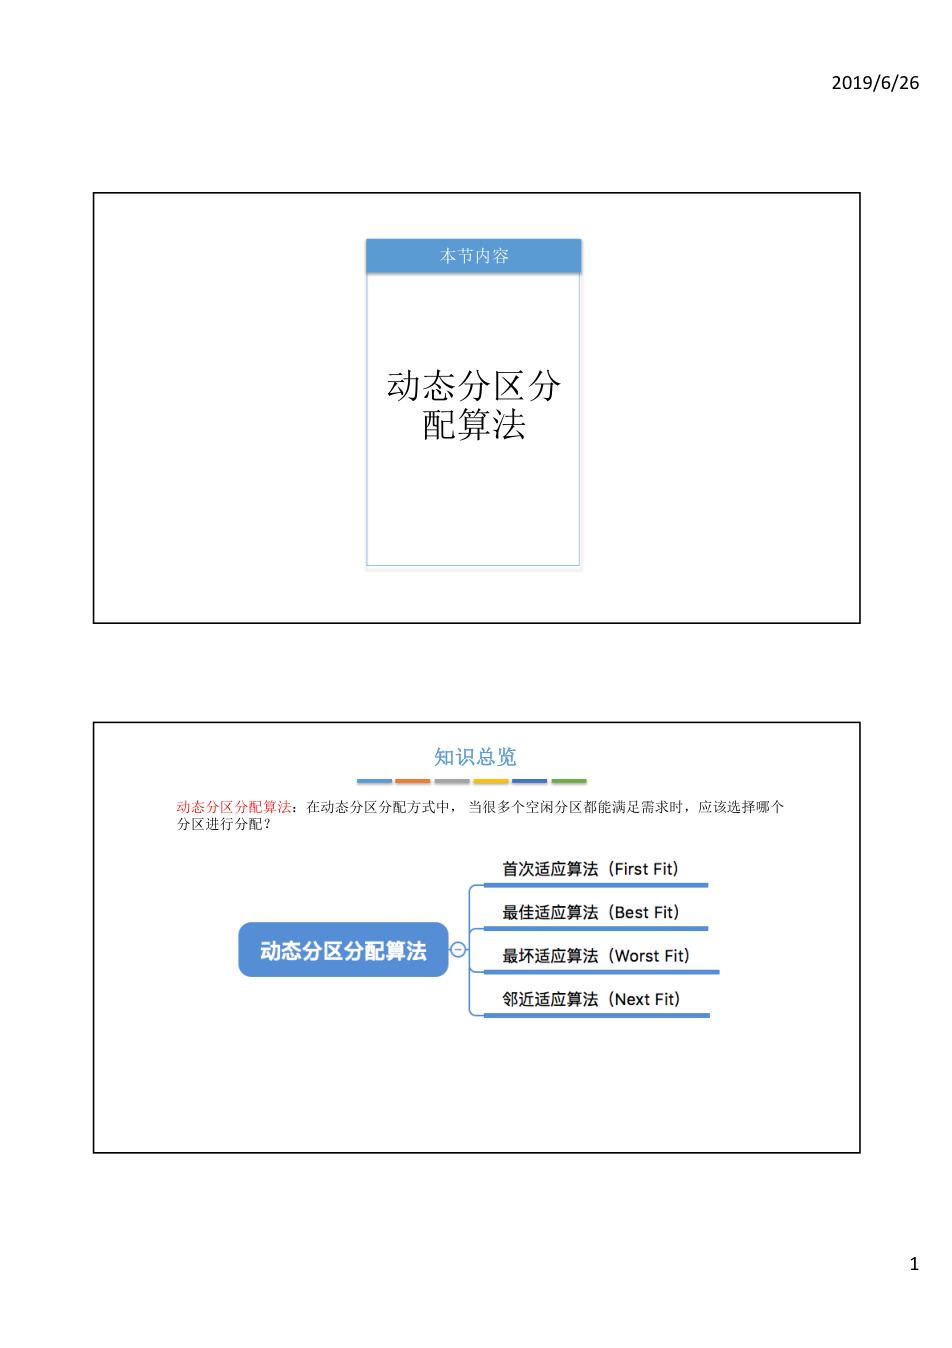 2019/6/26
本节内容
动态分区分
配算法
知识总览
动态分区分配算法：在动态分区分配方式中， 当很多个空闲分区都能满足需求时，应该选择哪个
分区进行分配？
动态分区分配算法
首次适应算法（First Fit）
最佳适应算法（Best Fit）
最坏适应算法（Worst Fit）
邻近适应算法（Next Fit）
1